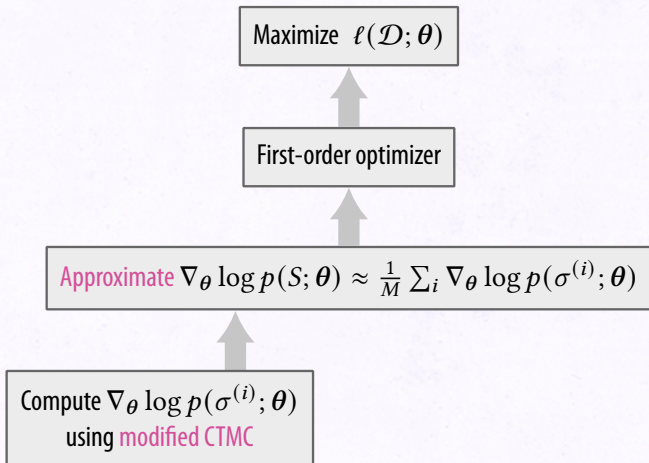 Maximize ℓ(𝒟; θ)
First-order optimizer
Approximate ∇θ log p(S; θ) ≈ 1/M ∑i ∇θ log p(σ(i); θ)
Compute ∇θ log p(σ(i); θ)
using modified CTMC